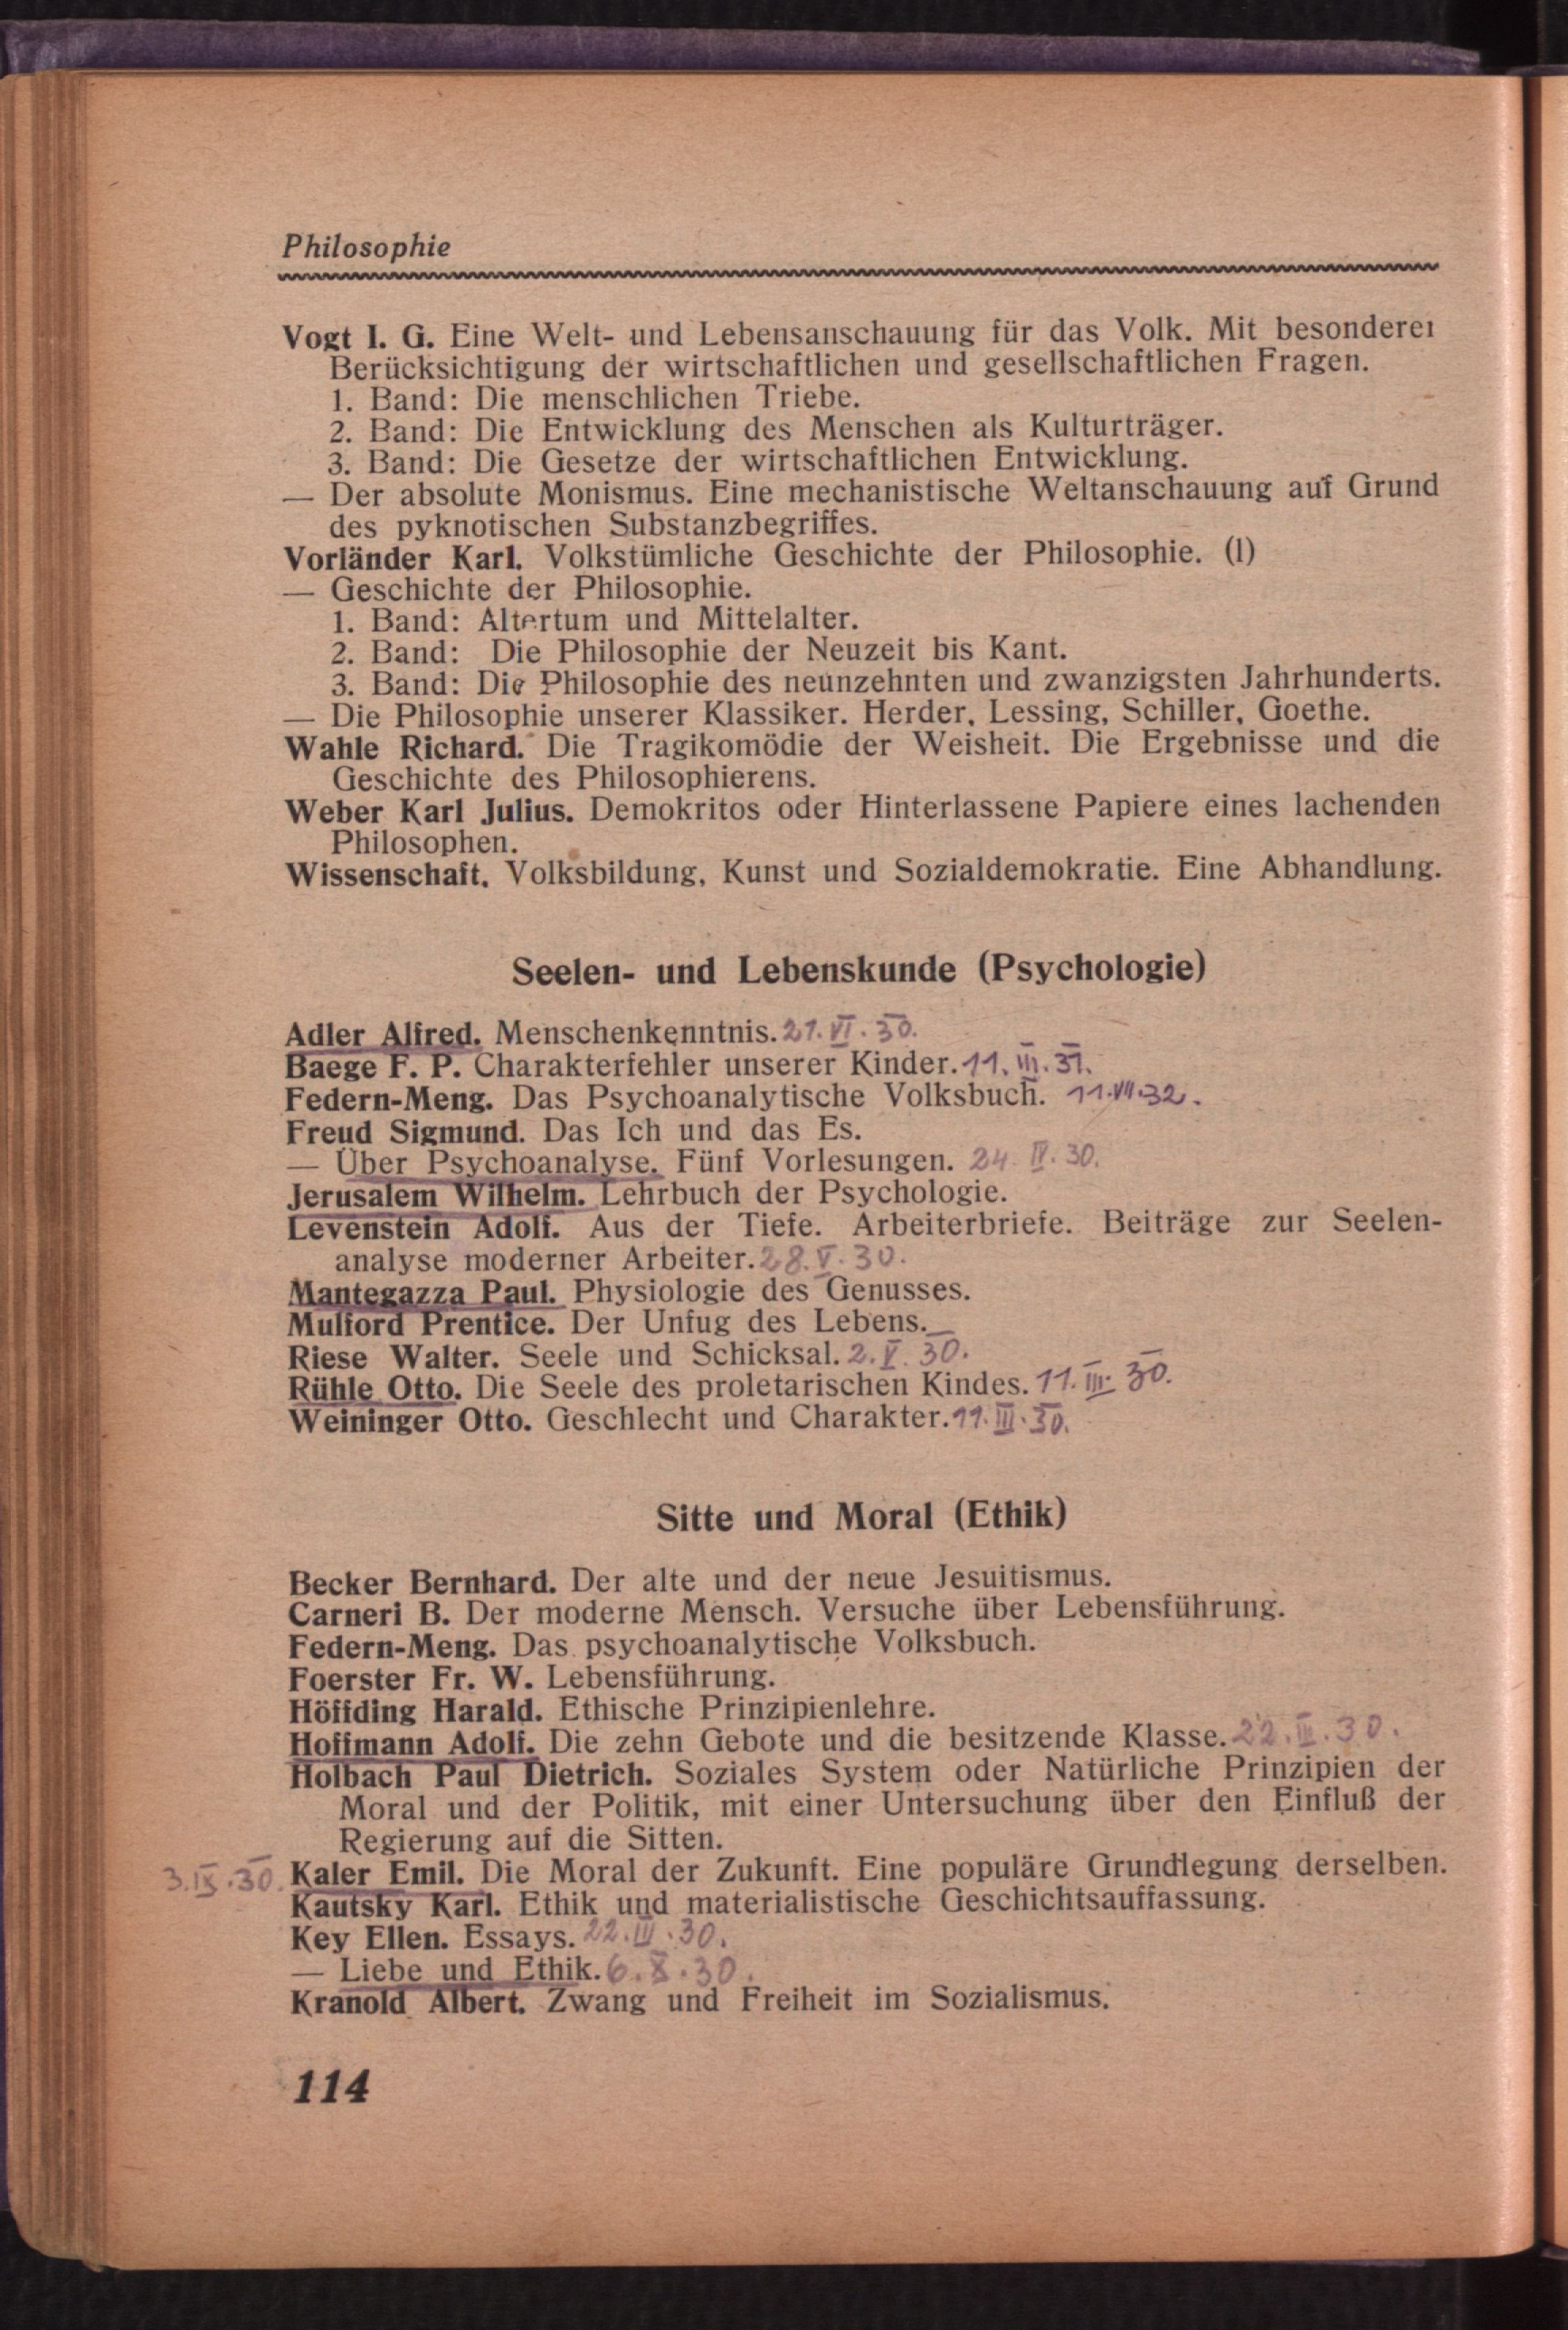 Philosophie
Vogt I. G. Eine Welt- und Lebensanschauung für das Volk. Mit besonderer
Berücksichtigung der wirtschaftlichen und gesellschaftlichen Fragen.
1. Band: Die menschlichen Triebe.
2. Band: Die Entwicklung des Menschen als Kulturträger.
3. Band: Die Gesetze der wirtschaftlichen Entwicklung.
— Der absolute Monismus. Eine mechanistische Weltanschauung auf Grund
des pyknotischen Substanzbegriffes.
Vorländer Karl. Volkstümliche Geschichte der Philosophie. (I)
— Geschichte der Philosophie.
1. Band: Altertum und Mittelalter.
2. Band: Die Philosophie der Neuzeit bis Kant.
3. Band: Die Philosophie des neunzehnten und zwanzigsten Jahrhunderts.
— Die Philosophie unserer Klassiker. Herder, Lessing, Schiller, Goethe.
Wahle Richard. Die Tragikomödie der Weisheit. Die Ergebnisse und die
Geschichte des Philosophierens.
Weber Karl Julius. Demokritos oder Hinterlassene Papiere eines lachenden
Philosophen.
Wissenschaft, Volksbildung, Kunst und Sozialdemokratie. Eine Abhandlung.
Seelen- und Lebenskunde (Psychologie)
Adler Alfred. Menschenkenntnis. 21. VI. 30.
Baege F. P. Charakterfehler unserer Kinder. 11. III. 31.
Federn-Meng. Das Psychoanalytische Volksbuch. 11. VII. 32.
Freud Sigmund. Das Ich und das Es.
— Über Psychoanalyse. Fünf Vorlesungen. 24. IV. 30.
Jerusalem Wilhelm. Lehrbuch der Psychologie.
Levenstein Adolf. Aus der Tiefe. Arbeiterbriefe. Beiträge zur Seelen-
analyse moderner Arbeiter. 28. V. 30.
Mantegazza Paul. Physiologie des Genusses.
Mulford Prentice. Der Unfug des Lebens.
Riese Walter. Seele und Schicksal. 2. V. 30.
Rühle Otto. Die Seele des proletarischen Kindes. 11. III. 30.
Weininger Otto. Geschlecht und Charakter. 11. III. 30.
Sitte und Moral (Ethik)
Becker Bernhard. Der alte und der neue Jesuitismus.
Carneri B. Der moderne Mensch. Versuche über Lebensführung.
Federn-Meng. Das psychoanalytische Volksbuch.
Foerster Fr. W. Lebensführung.
Höffding Harald. Ethische Prinzipienlehre.
Hoffmann Adolf. Die zehn Gebote und die besitzende Klasse. 22. III. 30.
Holbach Paul Dietrich. Soziales System oder Natürliche Prinzipien der
Moral und der Politik, mit einer Untersuchung über den Einfluß der
Regierung auf die Sitten.
3. IX. 30. Kaler Emil. Die Moral der Zukunft. Eine populäre Grundlegung derselben.
Kautsky Karl. Ethik und materialistische Geschichtsauffassung.
Key Ellen. Essays. 22. III. 30.
— Liebe und Ethik. 6. X. 30.
Kranold Albert. Zwang und Freiheit im Sozialismus.
114